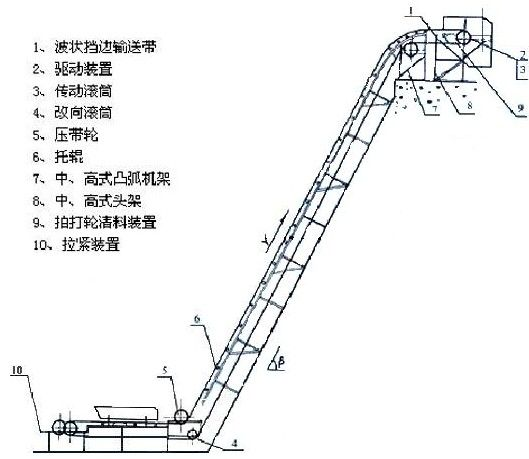 1、波状挡边输送带
2、驱动装置
3、传动滚筒
4、改向滚筒
5、压带轮
6、托辊
7、中、高式凸弧机架
8、中、高式头架
9、拍打轮清料装置
10、拉紧装置
1
2
3
7
8
9
6
β
10
5
4